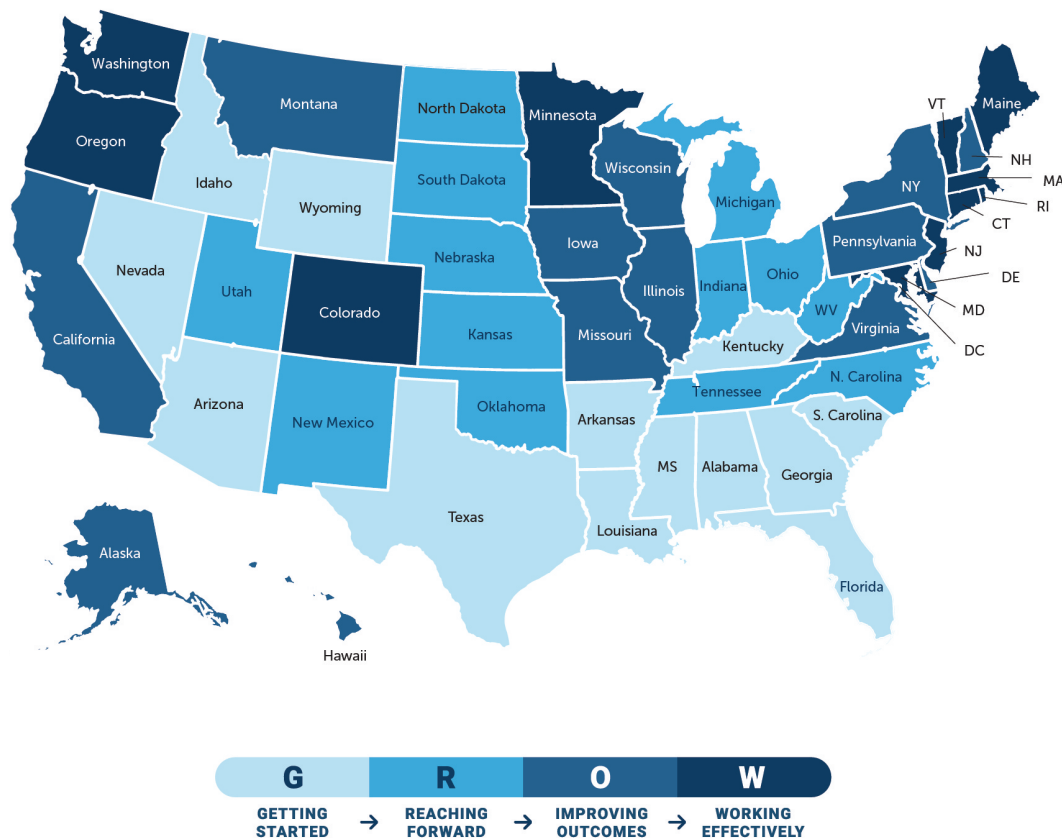 Washington
Montana
North Dakota
Minnesota
VT
Maine
Oregon
Idaho
South Dakota
Wisconsin
NH
NY
MA
Wyoming
Michigan
RI
CT
Iowa
Pennsylvania
NJ
Nevada
Nebraska
Ohio
DE
Utah
Indiana
Illinois
Colorado
WV
MD
California
Kansas
Missouri
Virginia
Kentucky
DC
N. Carolina
Tennessee
Arizona
New Mexico
Oklahoma
Arkansas
S. Carolina
MS
Alabama
Georgia
Texas
Louisiana
Alaska
Florida
Hawaii
G R O W
GETTING → REACHING → IMPROVING → WORKING
STARTED FORWARD OUTCOMES EFFECTIVELY